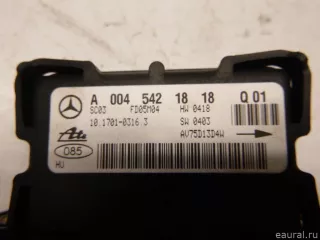 A 004 542 18 18 Q 01
SC03 FD05M04 HW 0418
10.1701-0316.3 SW 0403
Ate AV75D13D4W
085
HU
eaural.ru